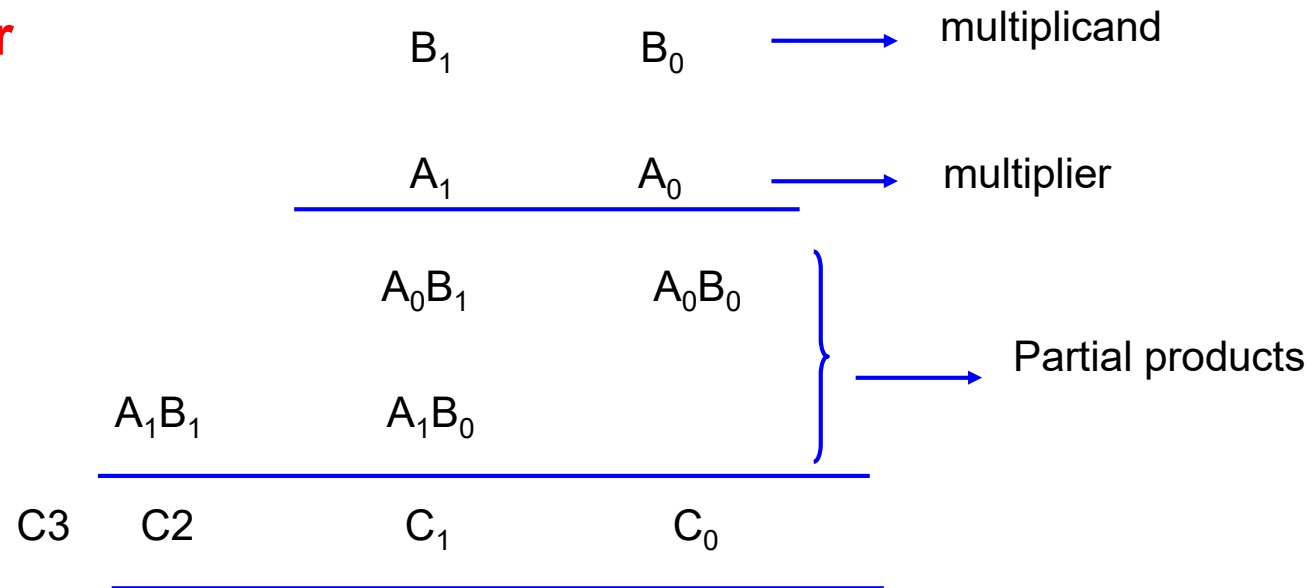 B₁ B₀ multiplicand
A₁ A₀ multiplier
A₀B₁ A₀B₀
Partial products
A₁B₁ A₁B₀
C3 C2 C₁ C₀